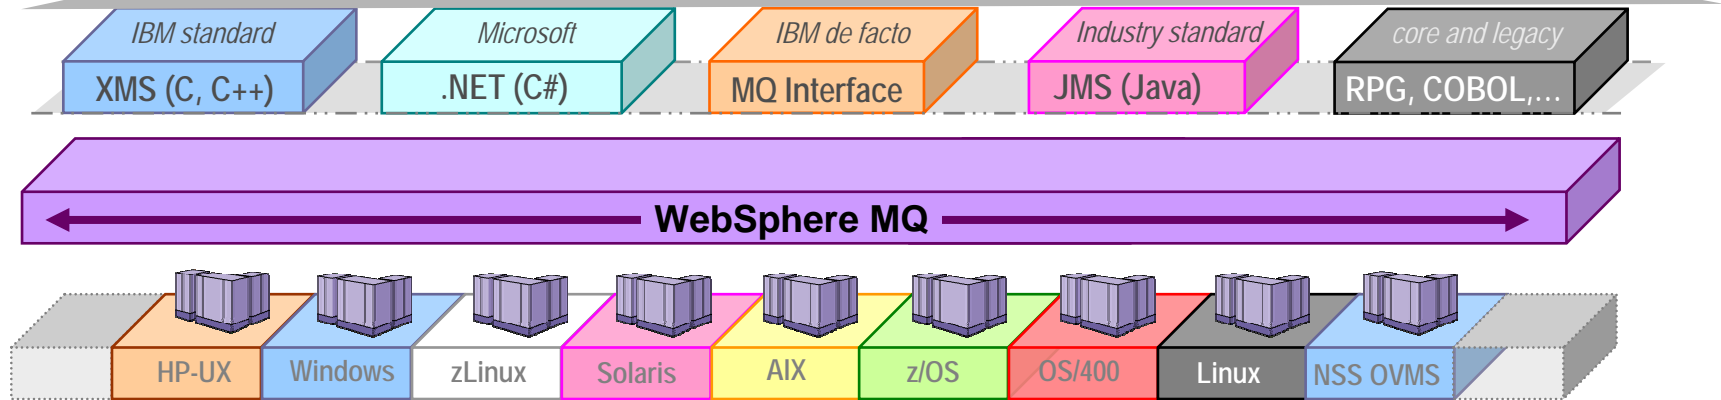 IBM standard
Microsoft
IBM de facto
Industry standard
core and legacy
XMS (C, C++)
.NET (C#)
MQ Interface
JMS (Java)
RPG, COBOL,...
WebSphere MQ
HP-UX
Windows
zLinux
Solaris
AIX
z/OS
OS/400
Linux
NSS OVMS